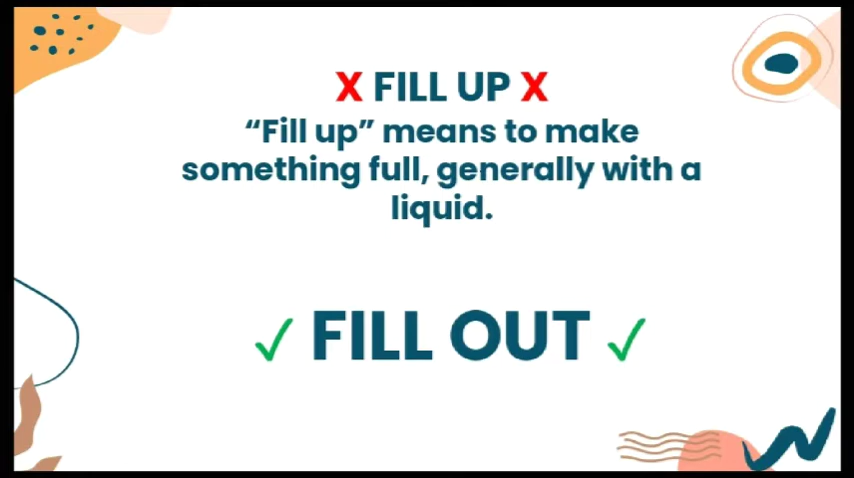 X FILL UP X
“Fill up” means to make
something full, generally with a
liquid.
✓ FILL OUT ✓